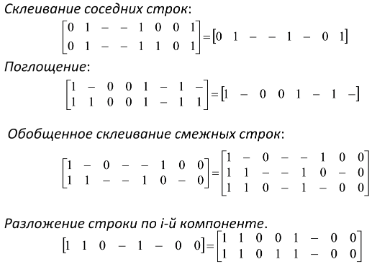 Склеивание соседних строк:
[0 1 - - 1 0 0 1
0 1 - - 1 1 0 1] = [0 1 - - 1 - 0 1]
Поглощение:
[1 - 0 0 1 - 1 -
1 1 0 0 1 - 1 1] = [1 - 0 0 1 - 1 -]
Обобщенное склеивание смежных строк:
[1 - 0 - - 1 0 0
1 1 - - 1 0 - 0] = [1 - 0 - - 1 0 0
1 1 - - 1 0 - 0
1 1 0 - 1 - 0 0]
Разложение строки по i-й компоненте.
[1 1 0 - 1 - 0 0] = [1 1 0 0 1 - 0 0
1 1 0 1 1 - 0 0]